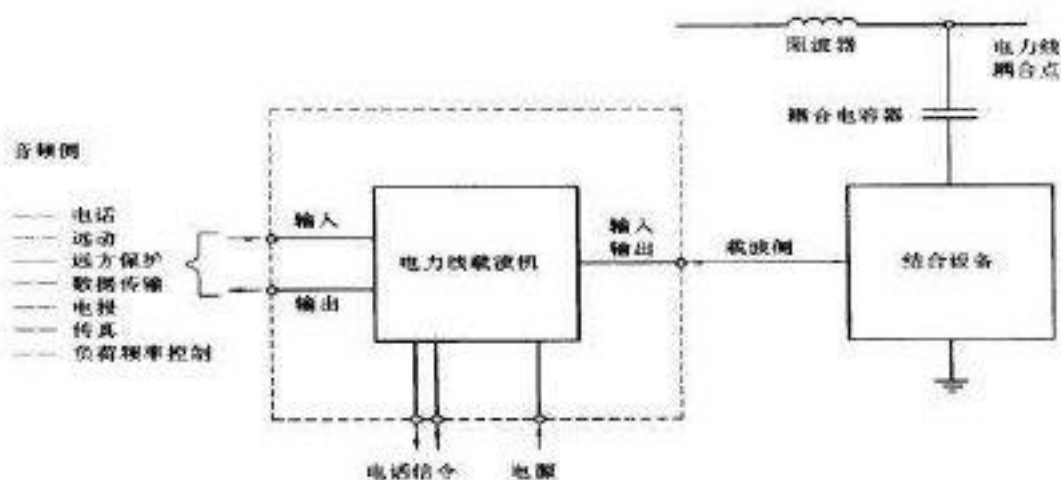 阻波器
电力线
耦合点
耦合电容器
音频侧
电话
远动
远方保护
数据传输
电报
传真
负荷频率控制
输入
输出
电力线载波机
输入
输出
载波侧
结合设备
电话信令
电源